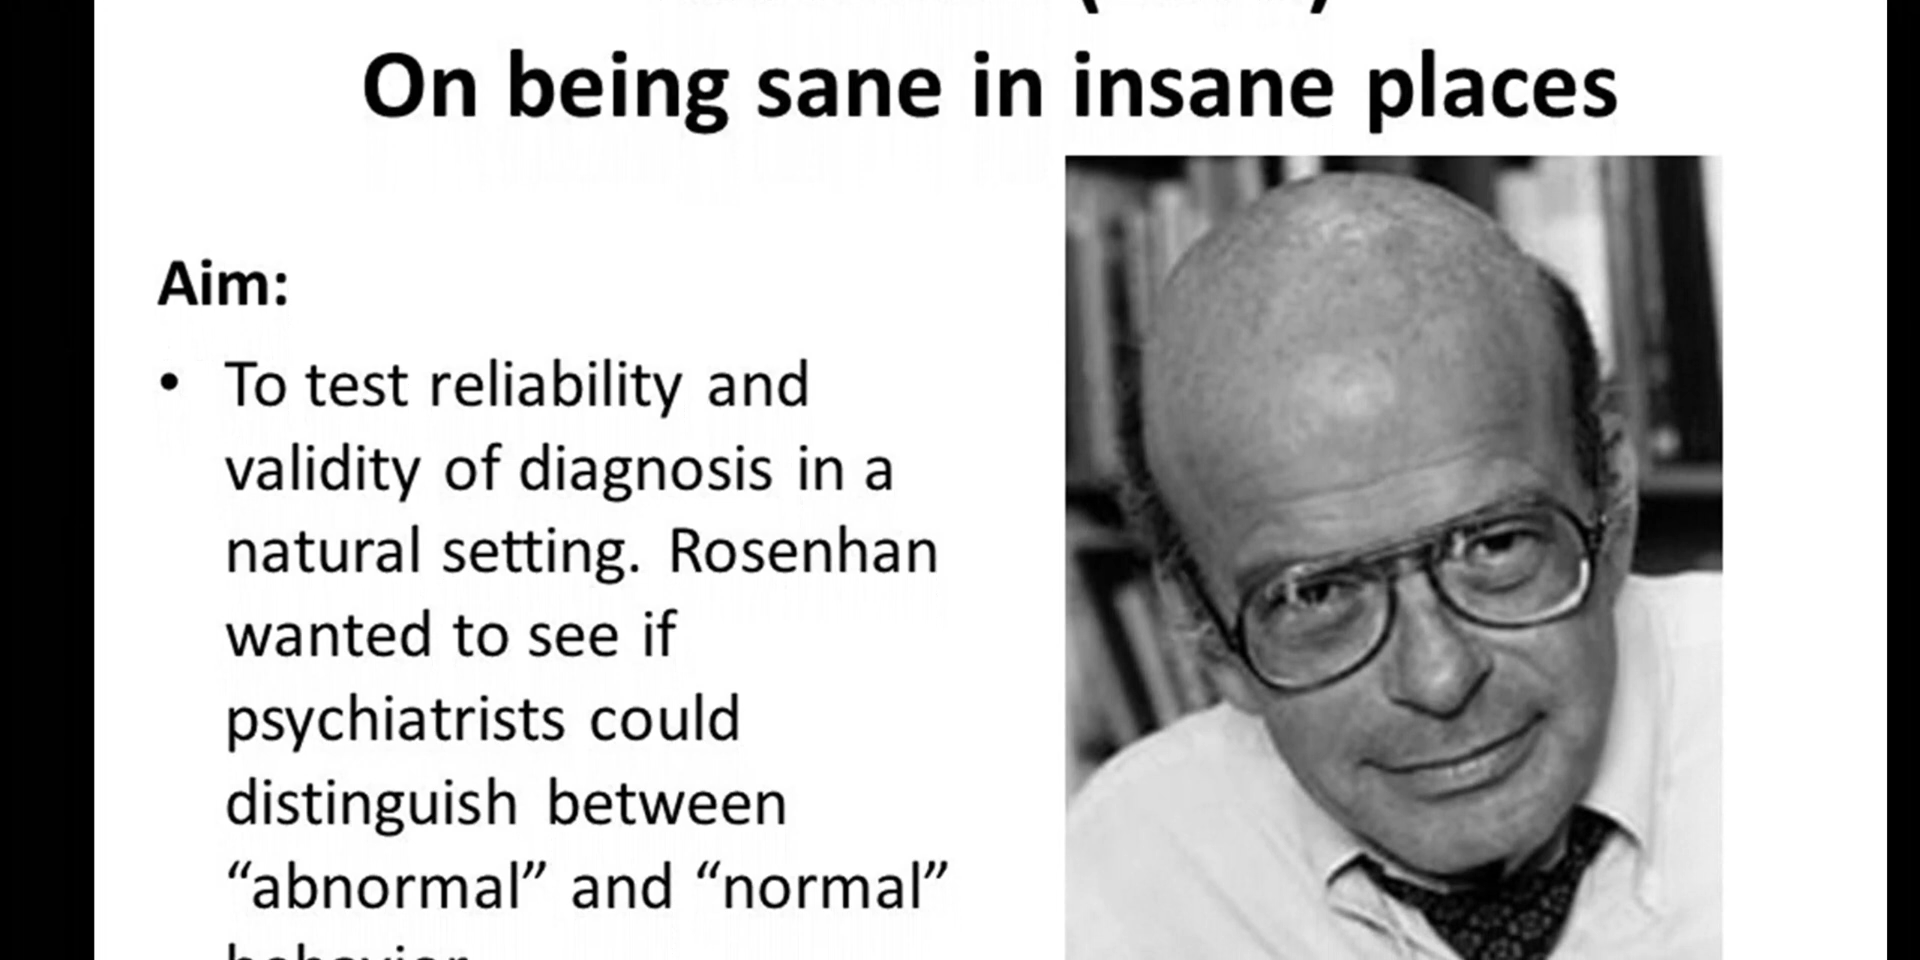 On being sane in insane places
Aim:
• To test reliability and
validity of diagnosis in a
natural setting. Rosenhan
wanted to see if
psychiatrists could
distinguish between
“abnormal” and “normal”